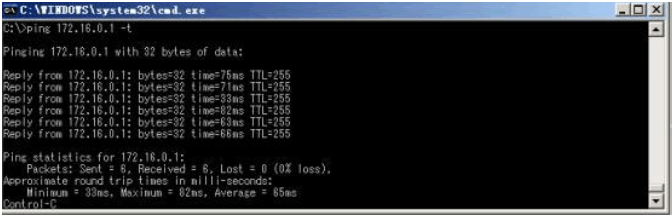 C:\WINDOWS\system32\cmd.exe
C:\>ping 172.16.0.1 -t
Pinging 172.16.0.1 with 32 bytes of data:
Reply from 172.16.0.1: bytes=32 time=75ms TTL=255
Reply from 172.16.0.1: bytes=32 time=71ms TTL=255
Reply from 172.16.0.1: bytes=32 time=33ms TTL=255
Reply from 172.16.0.1: bytes=32 time=82ms TTL=255
Reply from 172.16.0.1: bytes=32 time=63ms TTL=255
Reply from 172.16.0.1: bytes=32 time=66ms TTL=255
Ping statistics for 172.16.0.1:
Packets: Sent = 6, Received = 6, Lost = 0 (0% loss),
Approximate round trip times in milli-seconds:
Minimum = 33ms, Maximum = 82ms, Average = 65ms
Control-C